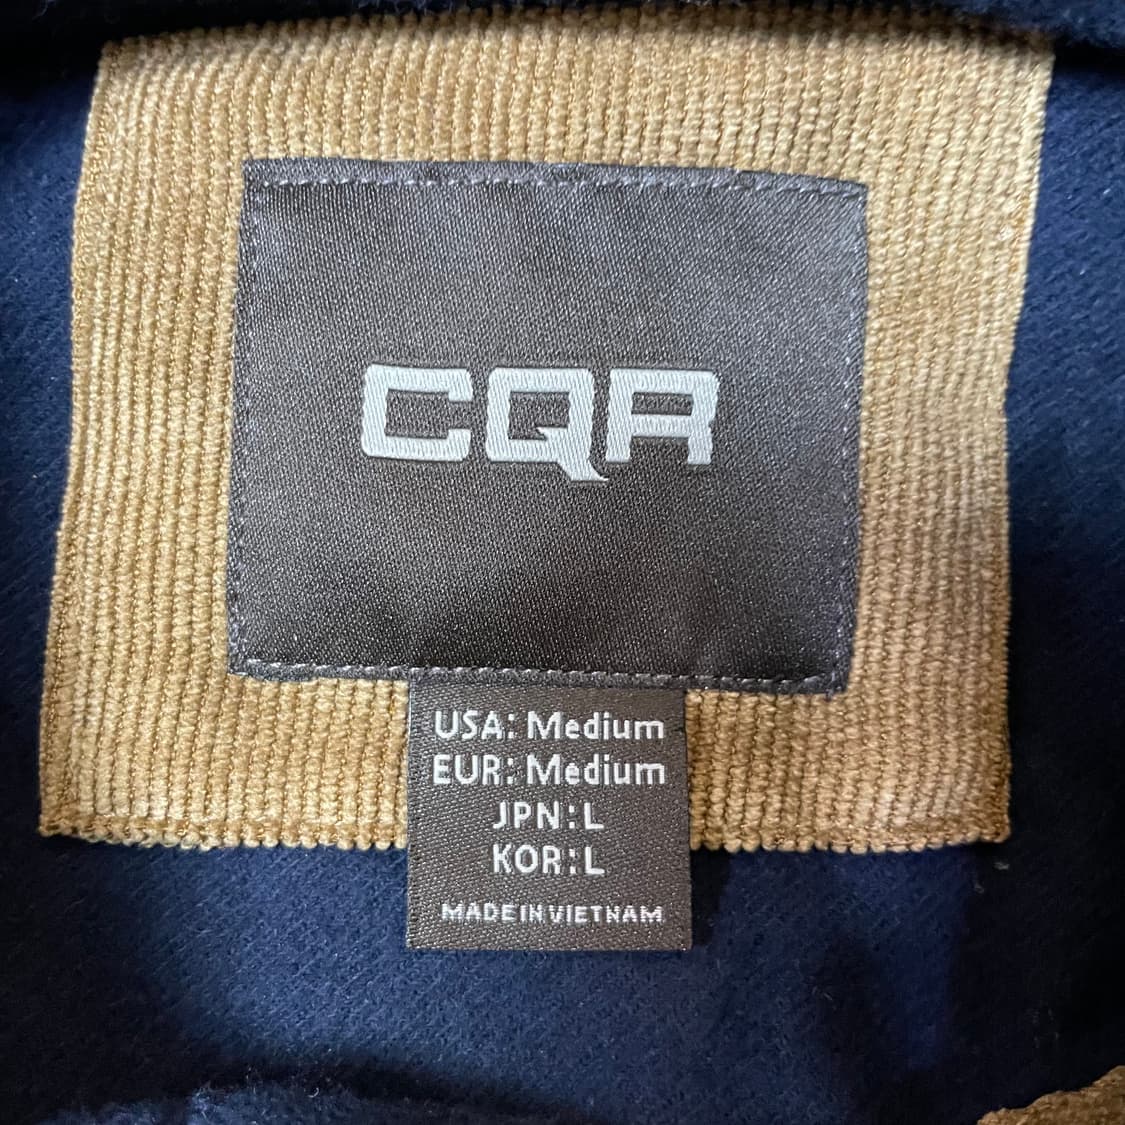 CQR
USA: Medium
EUR: Medium
JPN: L
KOR: L
MADE IN VIETNAM